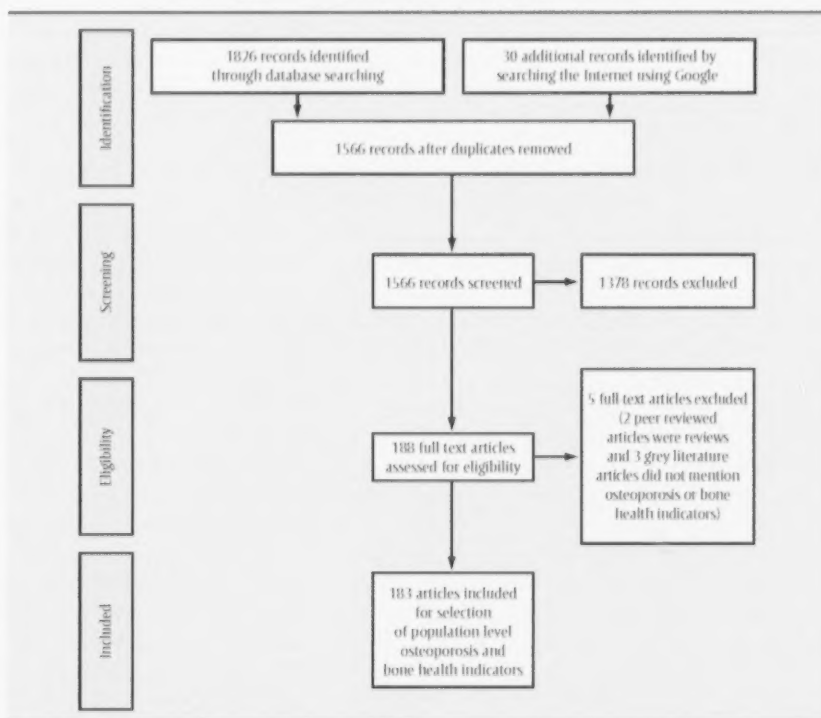 Identification
1826 records identified
through database searching
30 additional records identified by
searching the Internet using Google
1566 records after duplicates removed
Screening
1566 records screened
1378 records excluded
Eligibility
188 full text articles
assessed for eligibility
5 full-text articles excluded
(2 peer reviewed
articles were reviews
and 3 grey literature
articles did not mention
osteoporosis or bone
health indicators)
Included
183 articles included
for selection
of population level
osteoporosis and
bone health indicators